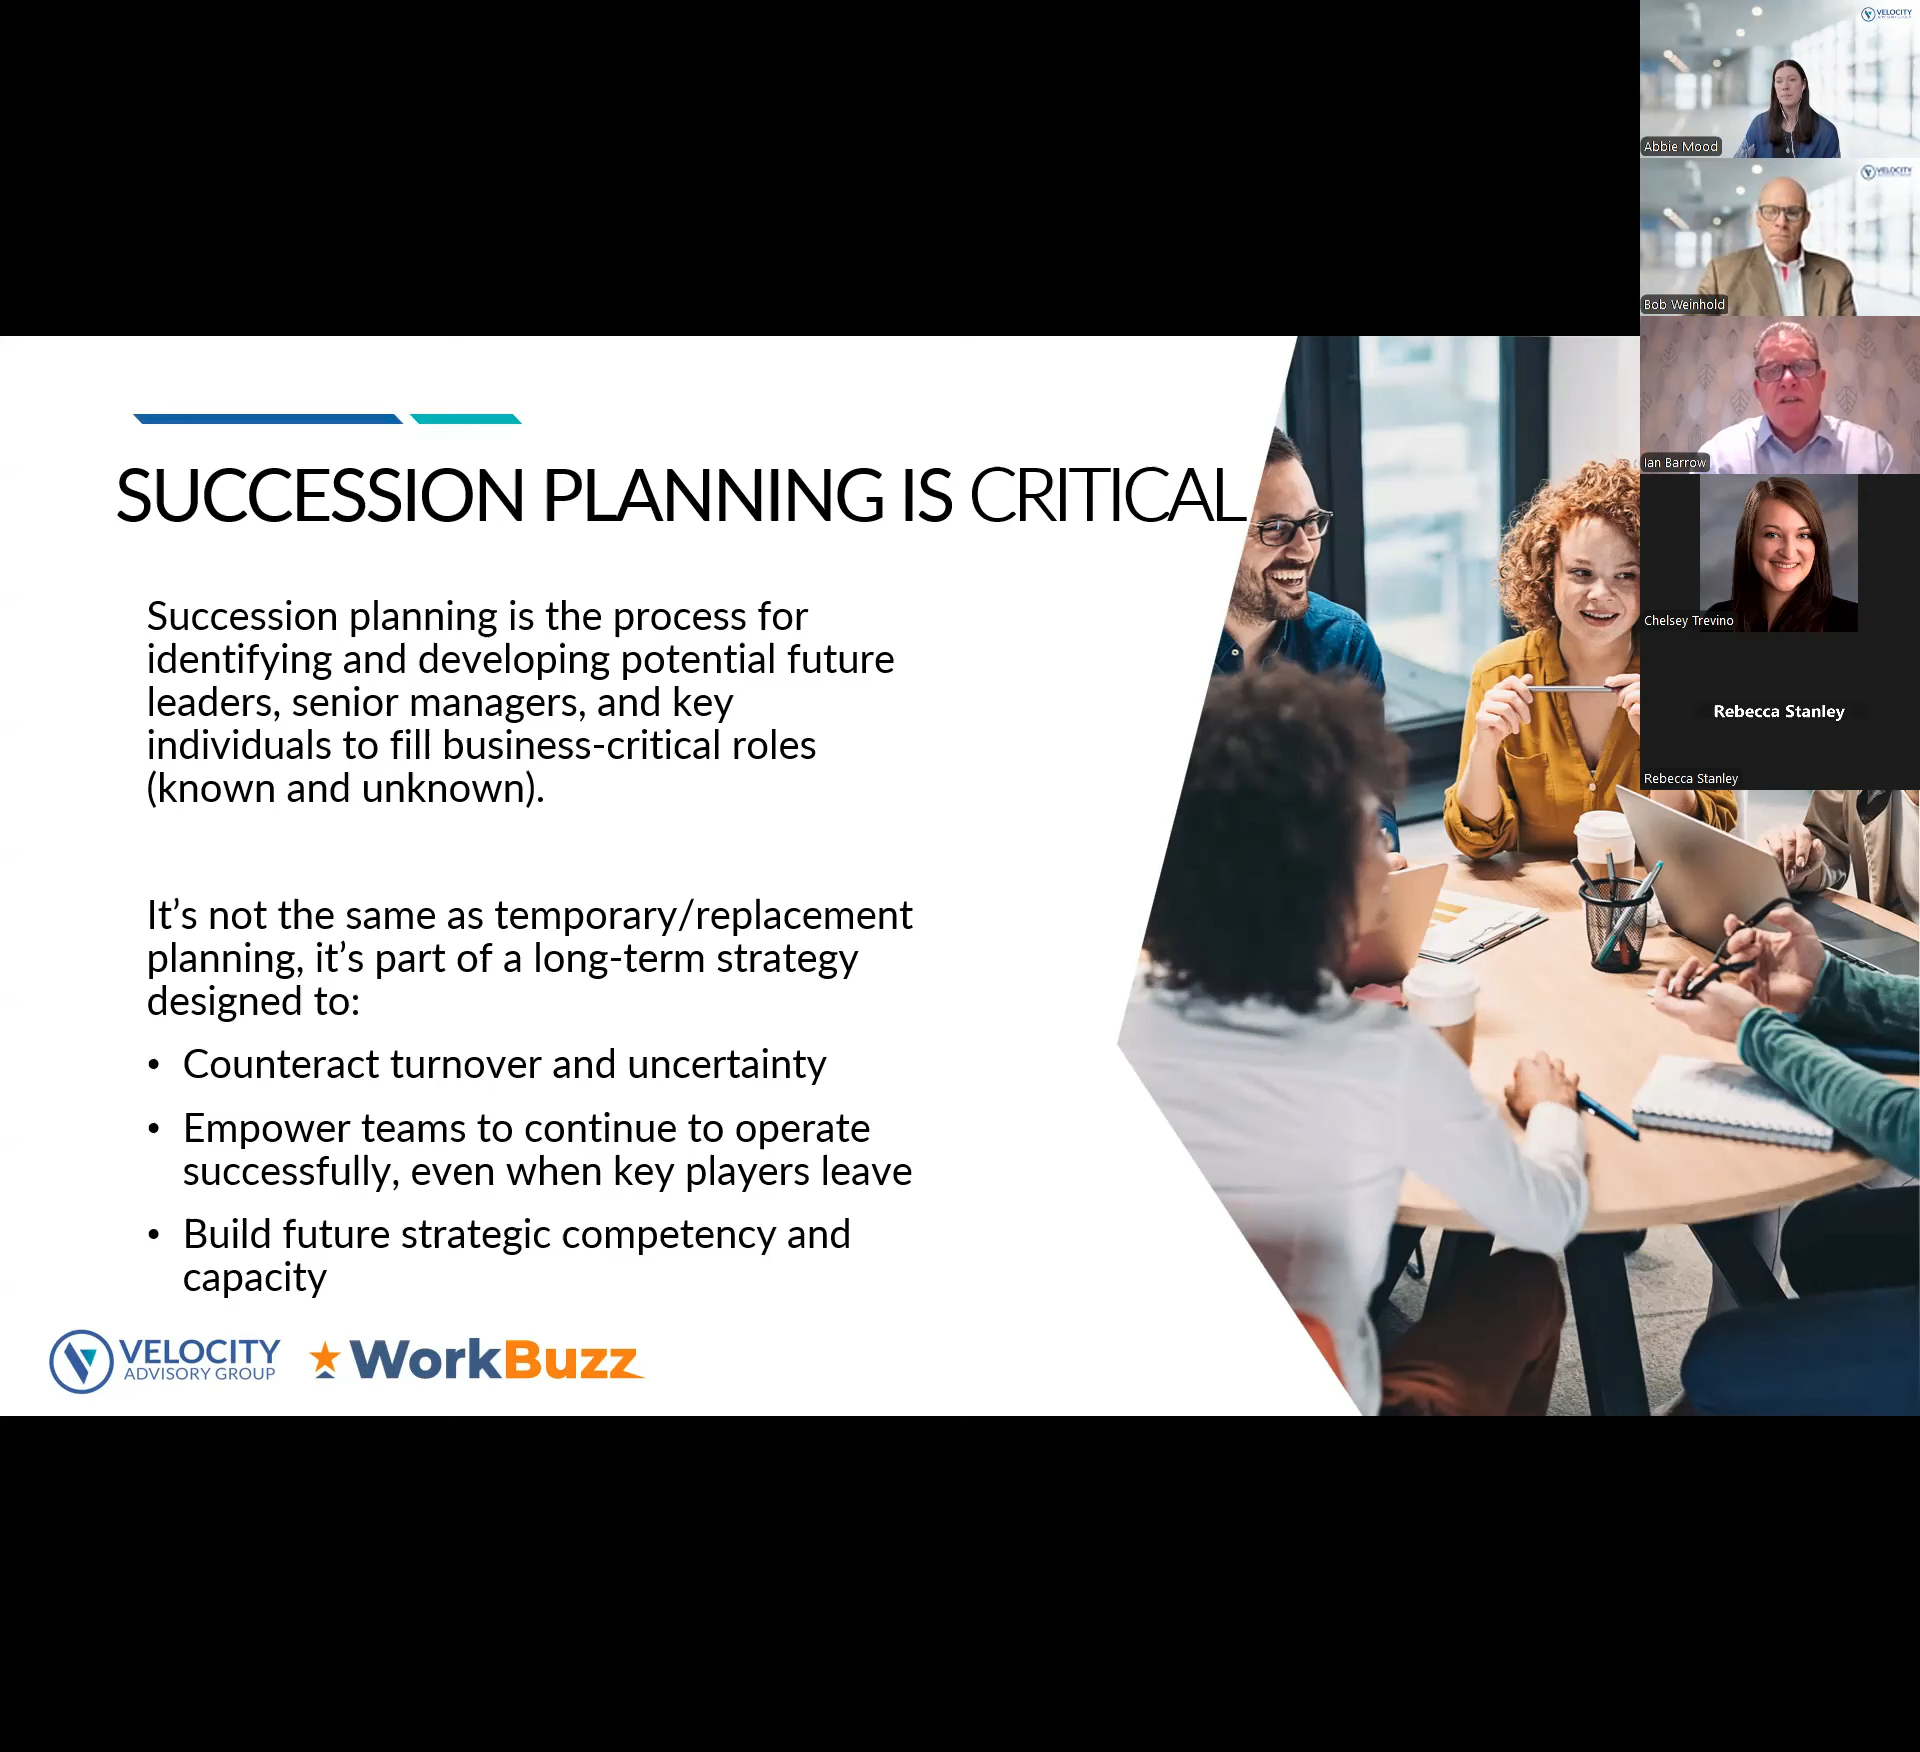 SUCCESSION PLANNING IS CRITICAL
Succession planning is the process for
identifying and developing potential future
leaders, senior managers, and key
individuals to fill business-critical roles
(known and unknown).
It’s not the same as temporary/replacement
planning, it’s part of a long-term strategy
designed to:
• Counteract turnover and uncertainty
• Empower teams to continue to operate
successfully, even when key players leave
• Build future strategic competency and
capacity
VELOCITY
ADVISORY GROUP
WorkBuzz
VELOCITY
Abbie Mood
VELOCITY
Bob Weinhold
Ian Barrow
Chelsey Trevino
Rebecca Stanley
Rebecca Stanley